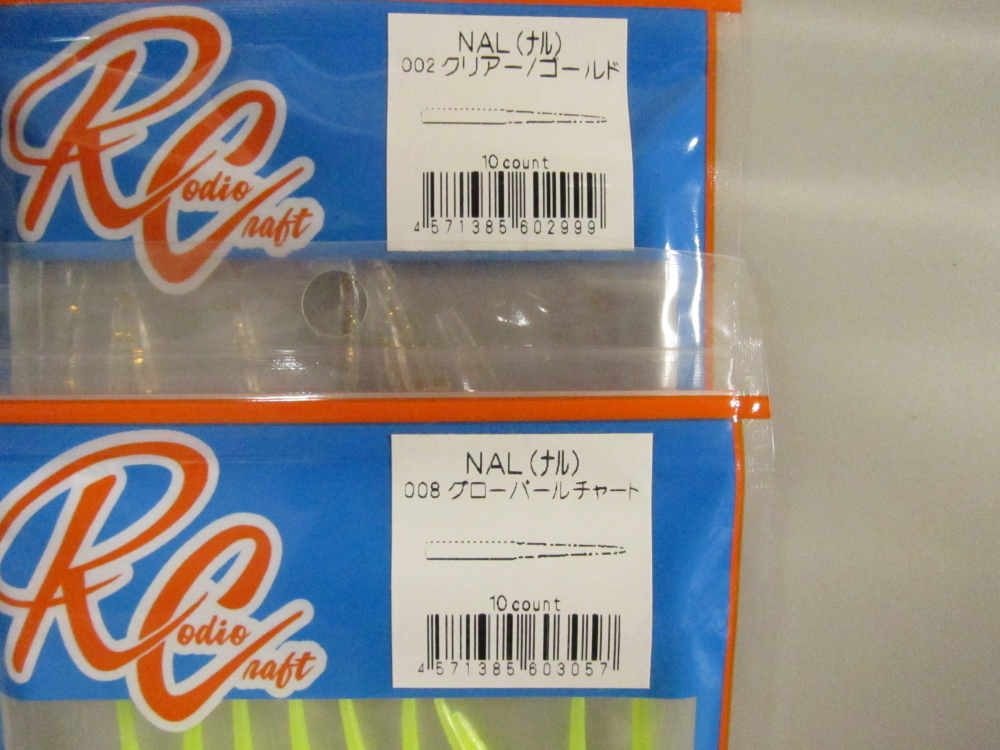 Rodio Craft
NAL(ナル)
002 クリアー/ゴールド
10 count
4 571385 602999
Rodio Craft
NAL(ナル)
008 グローパールチャート
10 count
4 571385 603057